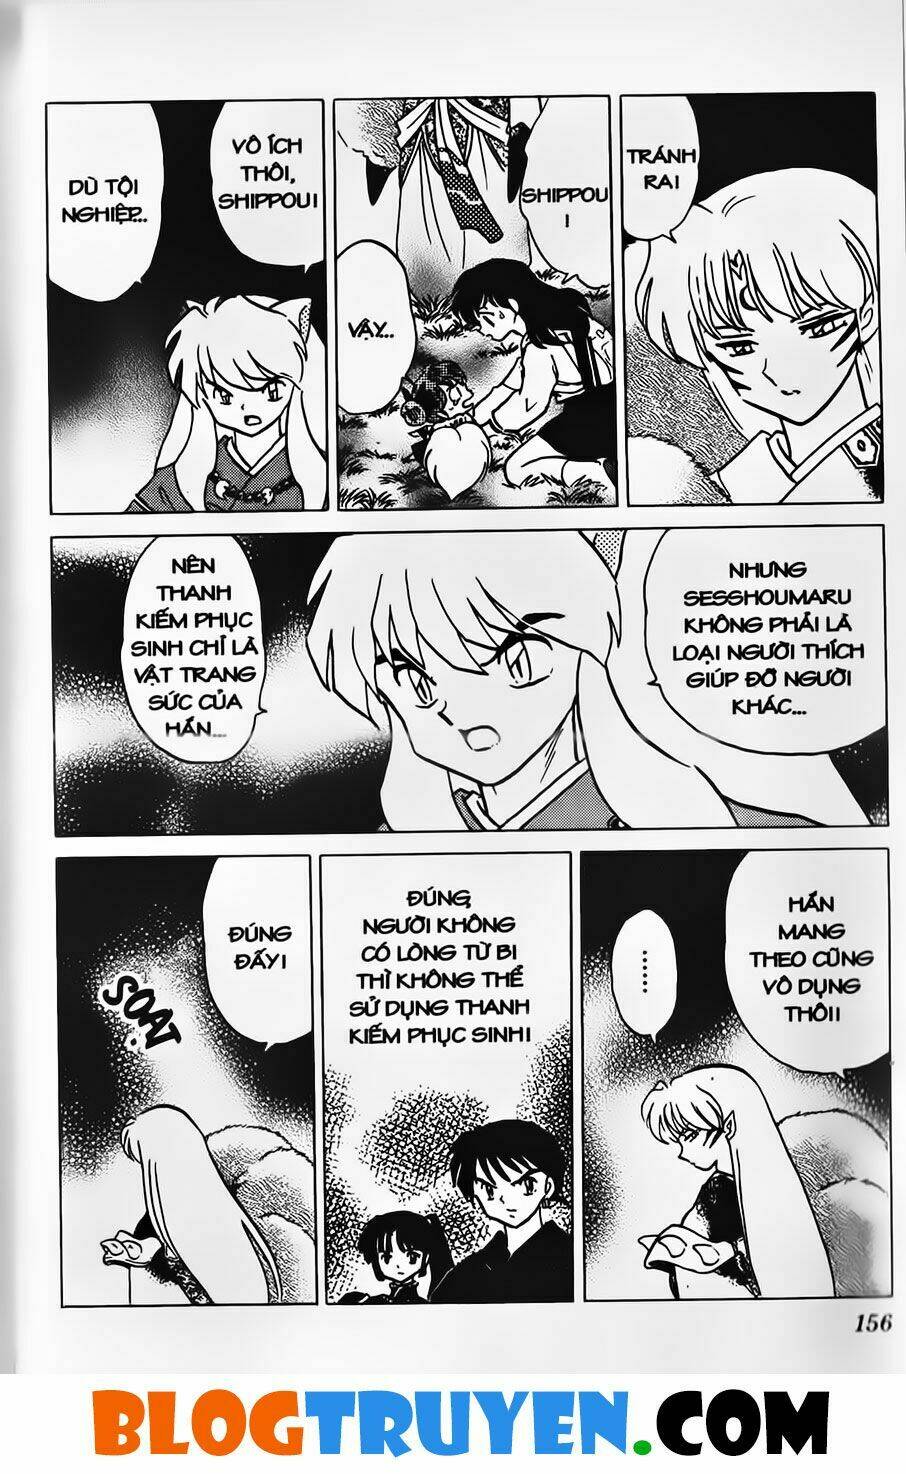 TRÁNH
RA!
SHIPPOU
!
VẬY...
VÔ ÍCH
THÔI,
SHIPPOU!
DÙ TỘI
NGHIỆP...
NHƯNG
SESSHOUMARU
KHÔNG PHẢI LÀ
LOẠI NGƯỜI THÍCH
GIÚP ĐỠ NGƯỜI
KHÁC...
NÊN
THANH
KIẾM PHỤC
SINH CHỈ LÀ
VẬT TRANG
SỨC CỦA
HẮN....
HẮN
MANG
THEO CŨNG
VÔ DỤNG
THÔI!
.......
ĐÚNG,
NGƯỜI KHÔNG
CÓ LÒNG TỪ BI
THÌ KHÔNG THỂ
SỬ DỤNG THANH
KIẾM PHỤC SINH!
ĐÚNG
ĐẤY!
SOẠT
156
BLOGTRUYEN.COM